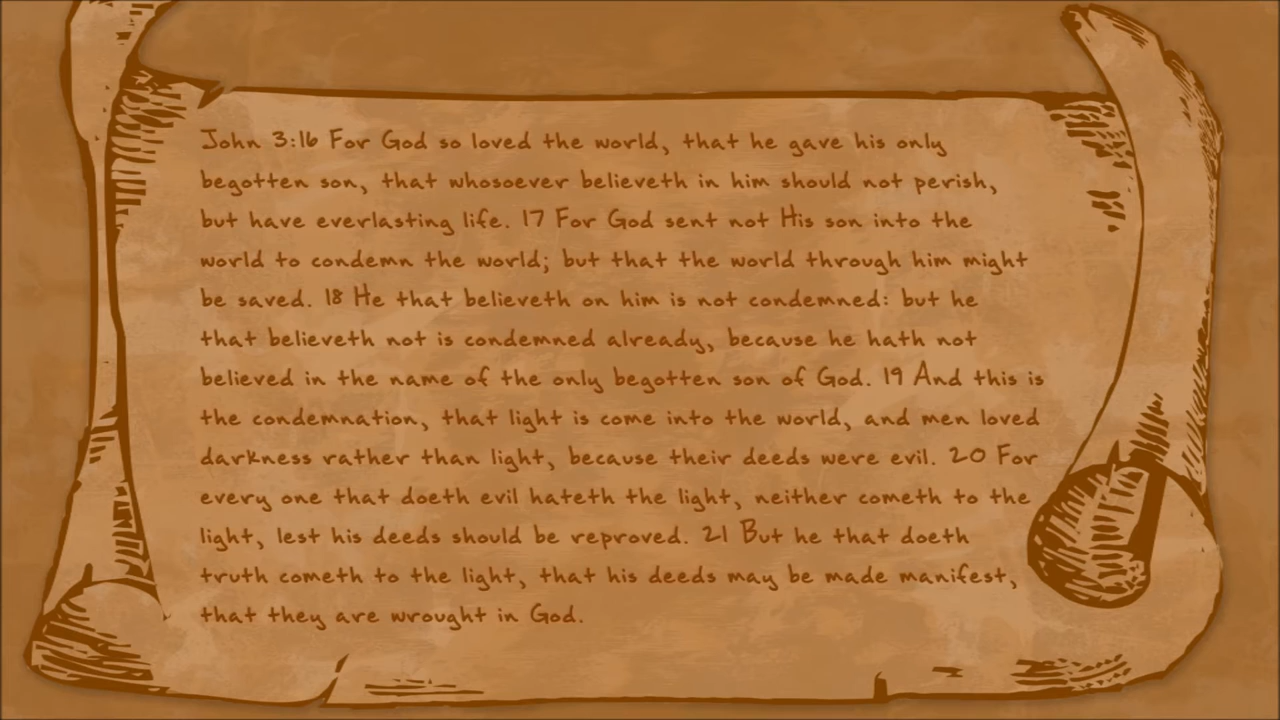 John 3:16 For God so loved the world, that he gave his only
begotten son, that whosoever believeth in him should not perish,
but have everlasting life. 17 For God sent not His son into the
world to condemn the world; but that the world through him might
be saved. 18 He that believeth on him is not condemned: but he
that believeth not is condemned already, because he hath not
believed in the name of the only begotten son of God. 19 And this is
the condemnation, that light is come into the world, and men loved
darkness rather than light, because their deeds were evil. 20 For
every one that doeth evil hateth the light, neither cometh to the
light, lest his deeds should be reproved. 21 But he that doeth
truth cometh to the light, that his deeds may be made manifest,
that they are wrought in God.